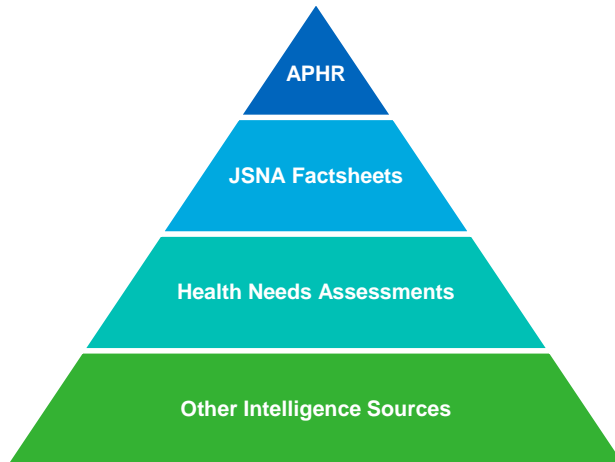 APHR
JSNA Factsheets
Health Needs Assessments
Other Intelligence Sources